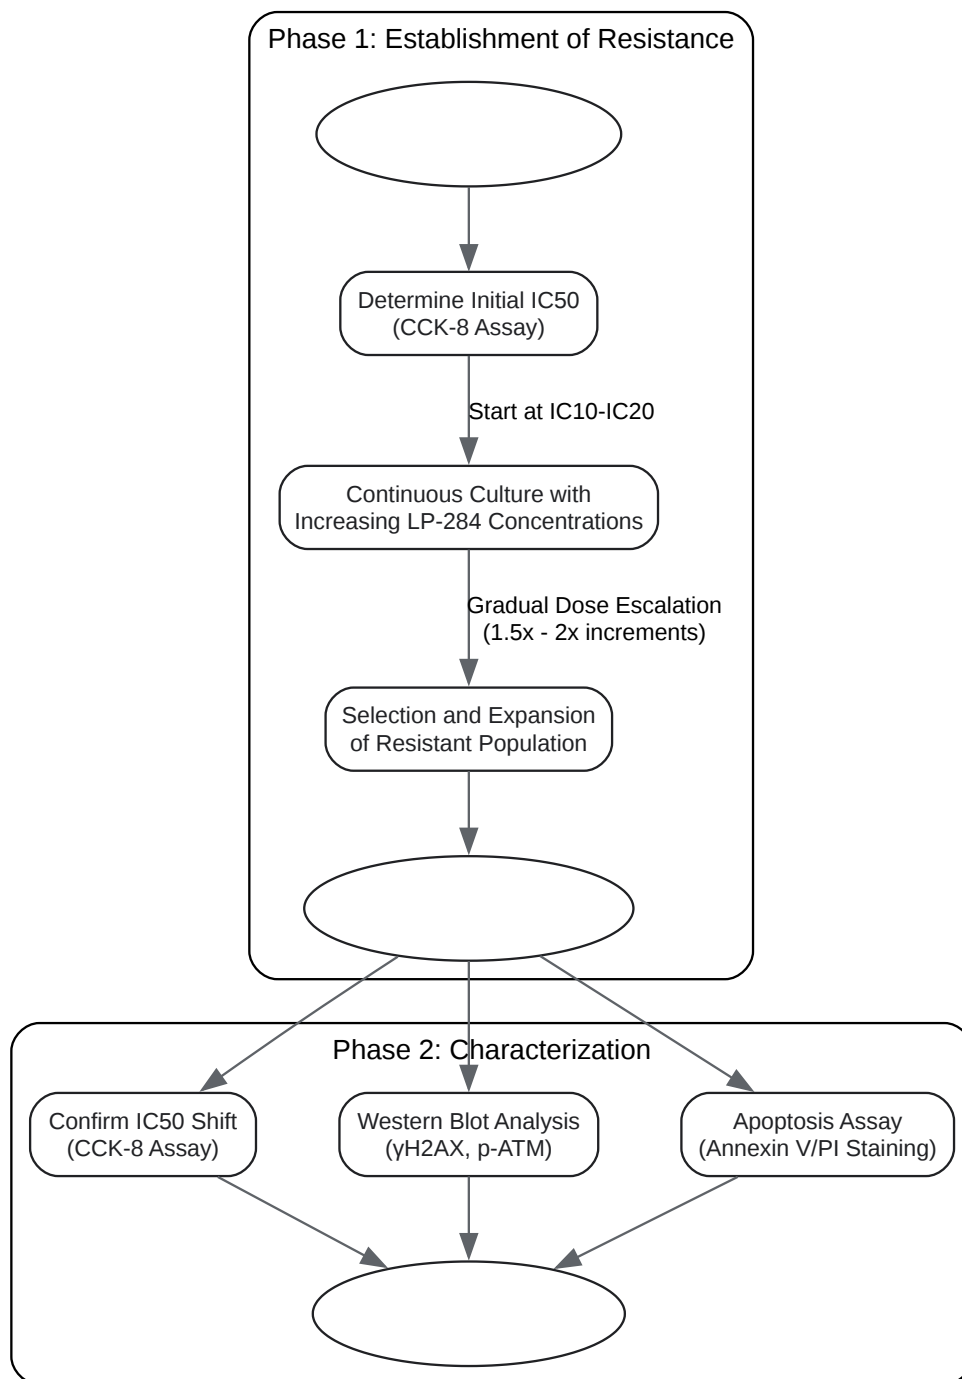 Phase 1: Establishment of Resistance
Determine Initial IC50
(CCK-8 Assay)
Start at IC10-IC20
Continuous Culture with
Increasing LP-284 Concentrations
Gradual Dose Escalation
(1.5x - 2x increments)
Selection and Expansion
of Resistant Population
Phase 2: Characterization
Confirm IC50 Shift
(CCK-8 Assay)
Western Blot Analysis
(γH2AX, p-ATM)
Apoptosis Assay
(Annexin V/PI Staining)